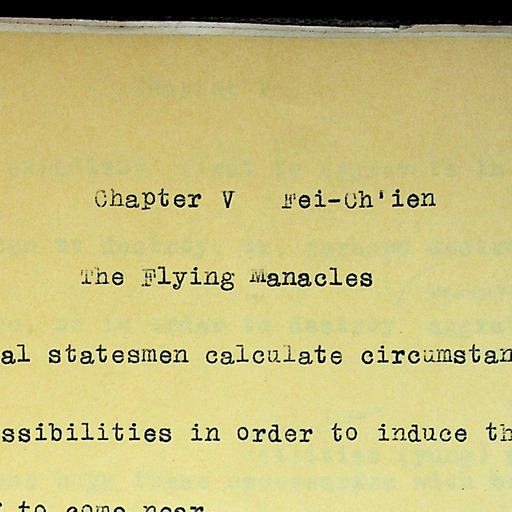 Chapter V Fei-Ch'ien
The Flying Manacles
al statesmen calculate circumstan
ssibilities in order to induce th
to come near